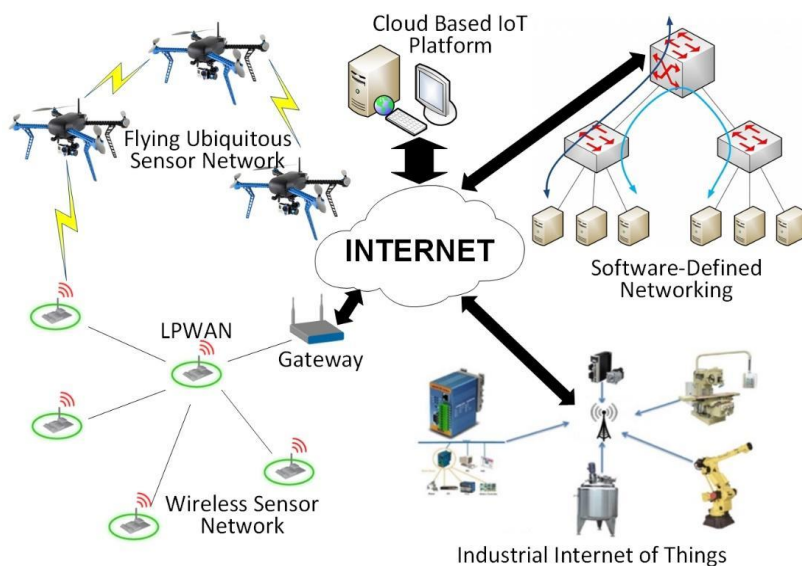 Cloud Based IoT
Platform
Flying Ubiquitous
Sensor Network
INTERNET
Software-Defined
Networking
LPWAN
Gateway
Wireless Sensor
Network
Industrial Internet of Things